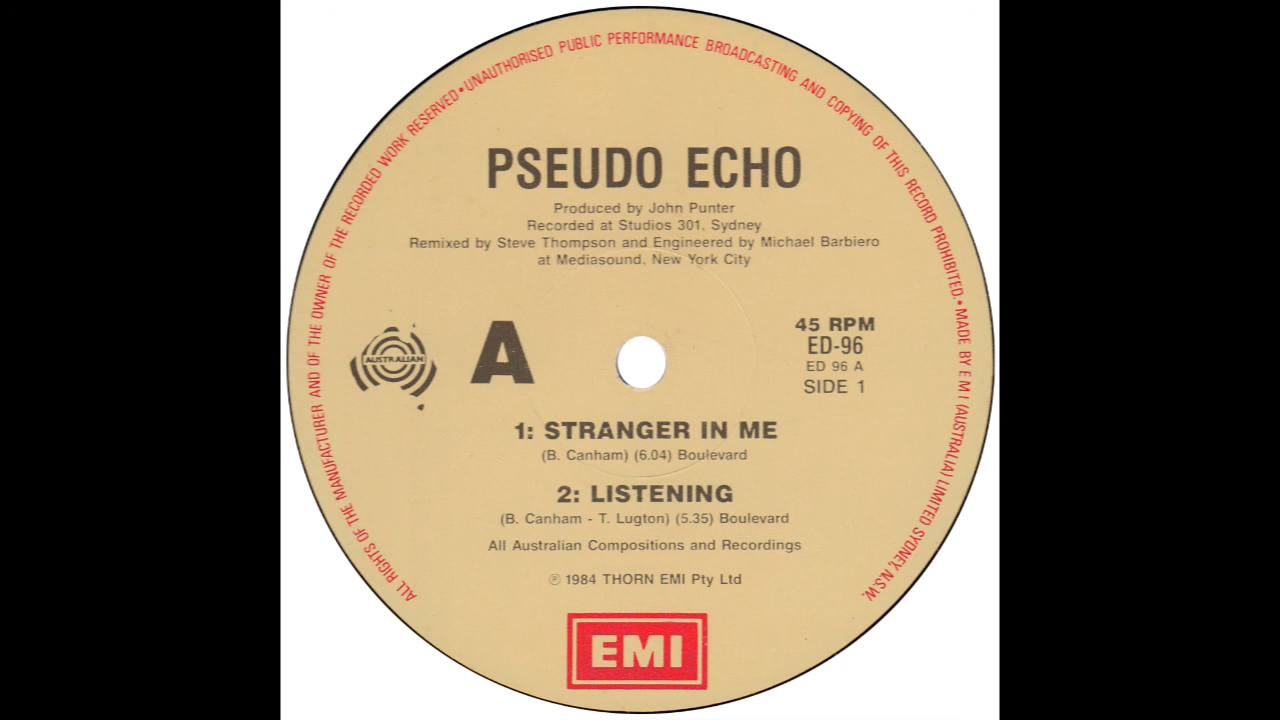 ALL RIGHTS OF THE MANUFACTURER AND OF THE OWNER OF THE RECORDED WORK RESERVED • UNAUTHORISED PUBLIC PERFORMANCE BROADCASTING AND COPYING OF THIS RECORD PROHIBITED. • MADE BY E M I (AUSTRALIA) LIMITED SYDNEY, N.S.W.
PSEUDO ECHO
Produced by John Punter
Recorded at Studios 301, Sydney
Remixed by Steve Thompson and Engineered by Michael Barbiero
at Mediasound, New York City
AUSTRALIAN
A
45 RPM
ED-96
ED 96 A
SIDE 1
1: STRANGER IN ME
(B. Canham) (6.04) Boulevard
2: LISTENING
(B. Canham - T. Lugton) (5.35) Boulevard
All Australian Compositions and Recordings
℗ 1984 THORN EMI Pty Ltd
EMI